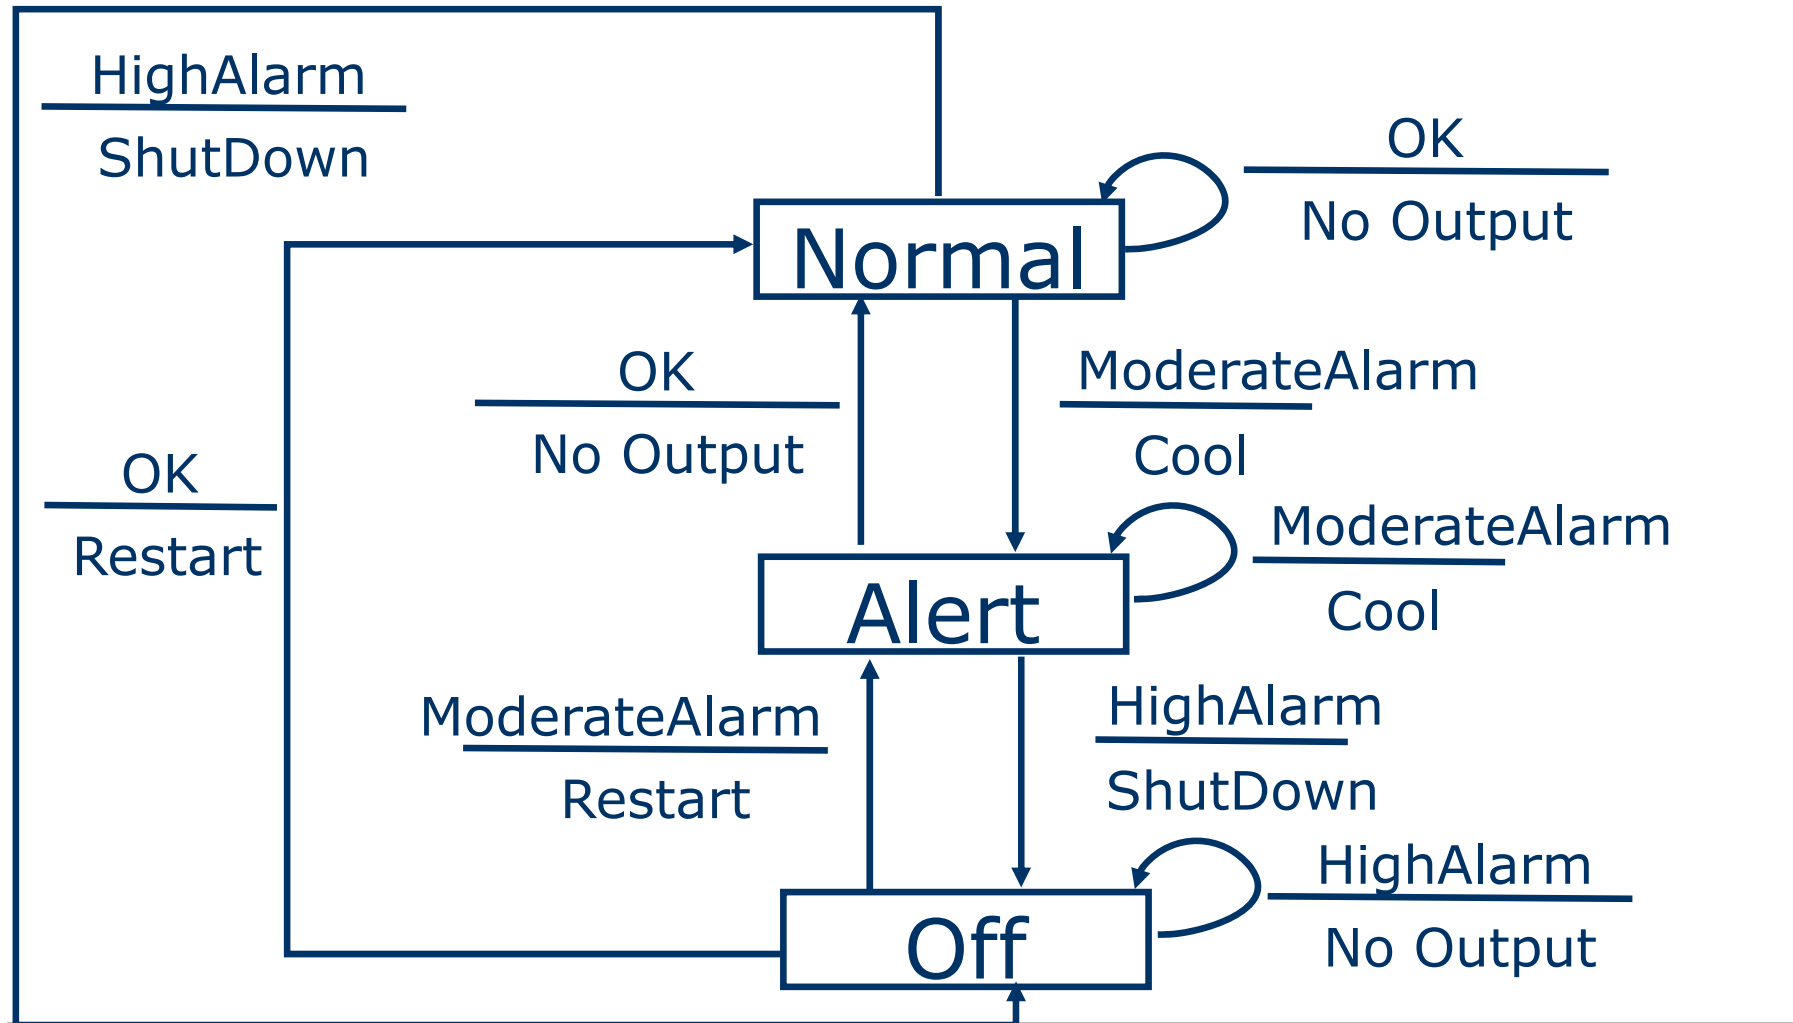 HighAlarm
ShutDown
OK
No Output
Normal
OK
No Output
ModerateAlarm
Cool
OK
Restart
ModerateAlarm
Cool
Alert
ModerateAlarm
Restart
HighAlarm
ShutDown
HighAlarm
No Output
Off